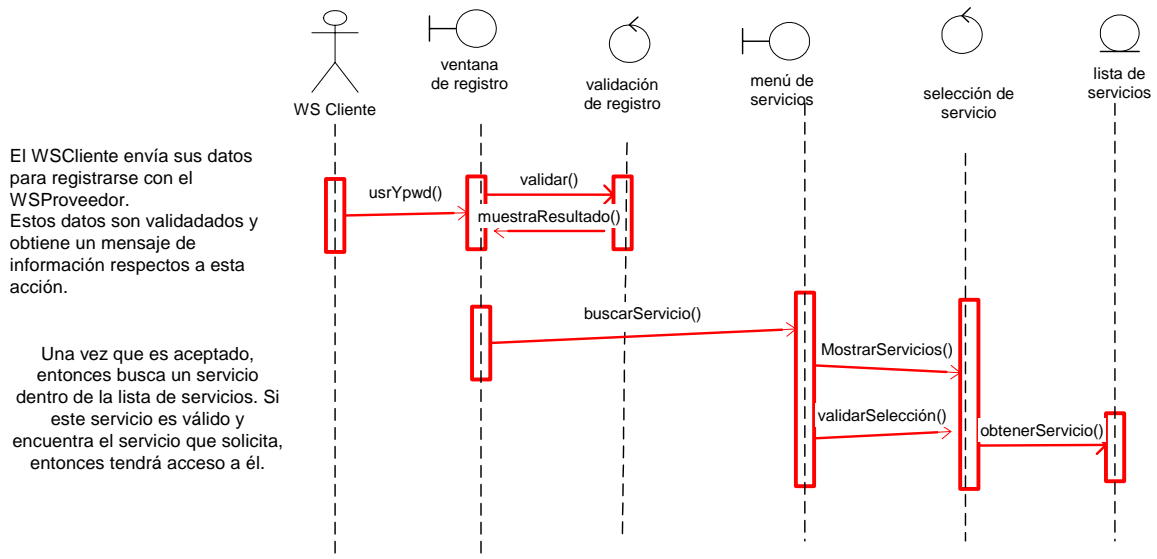 WS Cliente
ventana
de registro
validación
de registro
menú de
servicios
selección de
servicio
lista de
servicios
El WSCliente envía sus datos
para registrarse con el
WSProveedor.
Estos datos son validadados y
obtiene un mensaje de
información respectos a esta
acción.
usrYpwd()
validar()
muestraResultado()
buscarServicio()
Una vez que es aceptado,
entonces busca un servicio
dentro de la lista de servicios. Si
este servicio es válido y
encuentra el servicio que solicita,
entonces tendrá acceso a él.
MostrarServicios()
validarSelección()
obtenerServicio()